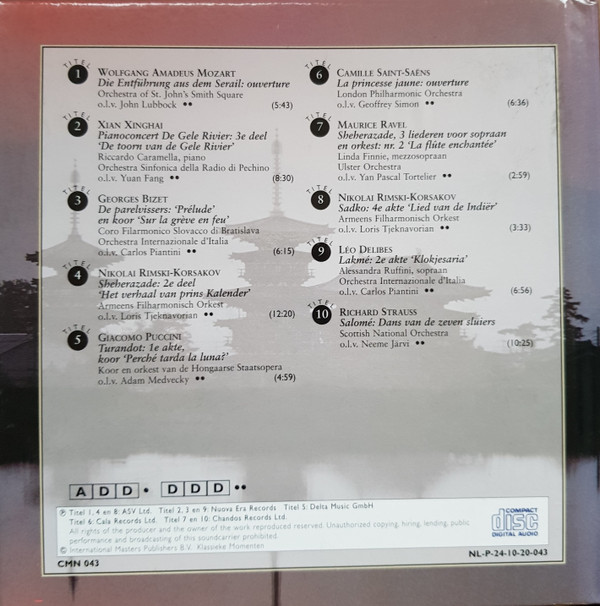 TITEL 1
WOLFGANG AMADEUS MOZART
Die Entführung aus dem Serail: ouverture
Orchestra of St. John's Smith Square
o.l.v. John Lubbock •• (5:43)
TITEL 2
XIAN XINGHAI
Pianoconcert De Gele Rivier: 3e deel
'De toorn van de Gele Rivier'
Riccardo Caramella, piano
Orchestra Sinfonica della Radio di Pechino
o.l.v. Yuan Fang •• (8:30)
TITEL 3
GEORGES BIZET
De parelvissers: 'Prélude'
en koor 'Sur la grève en feu'
Coro Filarmonico Slovacco di Bratislava
Orchestra Internazionale d'Italia
o.l.v. Carlos Piantini •• (6:15)
TITEL 4
NIKOLAI RIMSKI-KORSAKOV
Sheherazade: 2e deel
'Het verhaal van prins Kalender'
Armeens Filharmonisch Orkest
o.l.v. Loris Tjeknavorian •• (12:20)
TITEL 5
GIACOMO PUCCINI
Turandot: 1e akte,
koor 'Perché tarda la luna?'
Koor en orkest van de Hongaarse Staatsopera
o.l.v. Adam Medvecky •• (4:59)
TITEL 6
CAMILLE SAINT-SAËNS
La princesse jaune: ouverture
London Philharmonic Orchestra
o.l.v. Geoffrey Simon •• (6:36)
TITEL 7
MAURICE RAVEL
Sheherazade, 3 liederen voor sopraan
en orkest: nr. 2 'La flûte enchantée'
Linda Finnie, mezzosopraan
Ulster Orchestra
o.l.v. Yan Pascal Tortelier •• (2:59)
TITEL 8
NIKOLAI RIMSKI-KORSAKOV
Sadko: 4e akte 'Lied van de Indiër'
Armeens Filharmonisch Orkest
o.l.v. Loris Tjeknavorian •• (3:33)
TITEL 9
LÉO DELIBES
Lakmé: 2e akte 'Klokjesaria'
Alessandra Ruffini, sopraan
Orchestra Internazionale d'Italia
o.l.v. Carlos Piantini •• (6:56)
TITEL 10
RICHARD STRAUSS
Salomé: Dans van de zeven sluiers
Scottish National Orchestra
o.l.v. Neeme Järvi •• (10:25)
ADD • DDD ••
℗ Titel 1, 4 en 8: ASV Ltd. Titel 2, 3 en 9: Nuova Era Records Titel 5: Delta Music GmbH
Titel 6: Cala Records Ltd. Titel 7 en 10: Chandos Records Ltd.
All rights of the producer and the owner of the work reproduced reserved. Unauthorized copying, hiring, lending, public
performance and broadcasting of this soundcarrier prohibited.
© International Masters Publishers B.V. Klassieke Momenten
COMPACT
disc
DIGITAL AUDIO
CMN 043
NL-P-24-10-20-043